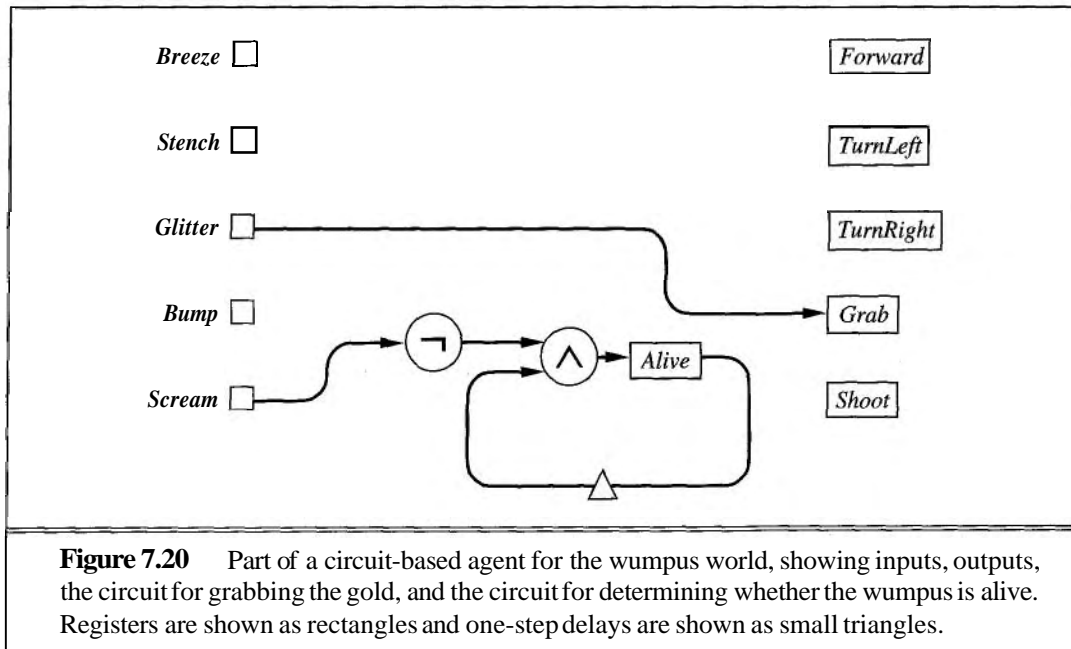 Breeze
Forward
Stench
TurnLeft
Glitter
TurnRight
Bump
Grab
¬
∧
Alive
Scream
Shoot
Figure 7.20 Part of a circuit-based agent for the wumpus world, showing inputs, outputs,
the circuit for grabbing the gold, and the circuit for determining whether the wumpus is alive.
Registers are shown as rectangles and one-step delays are shown as small triangles.